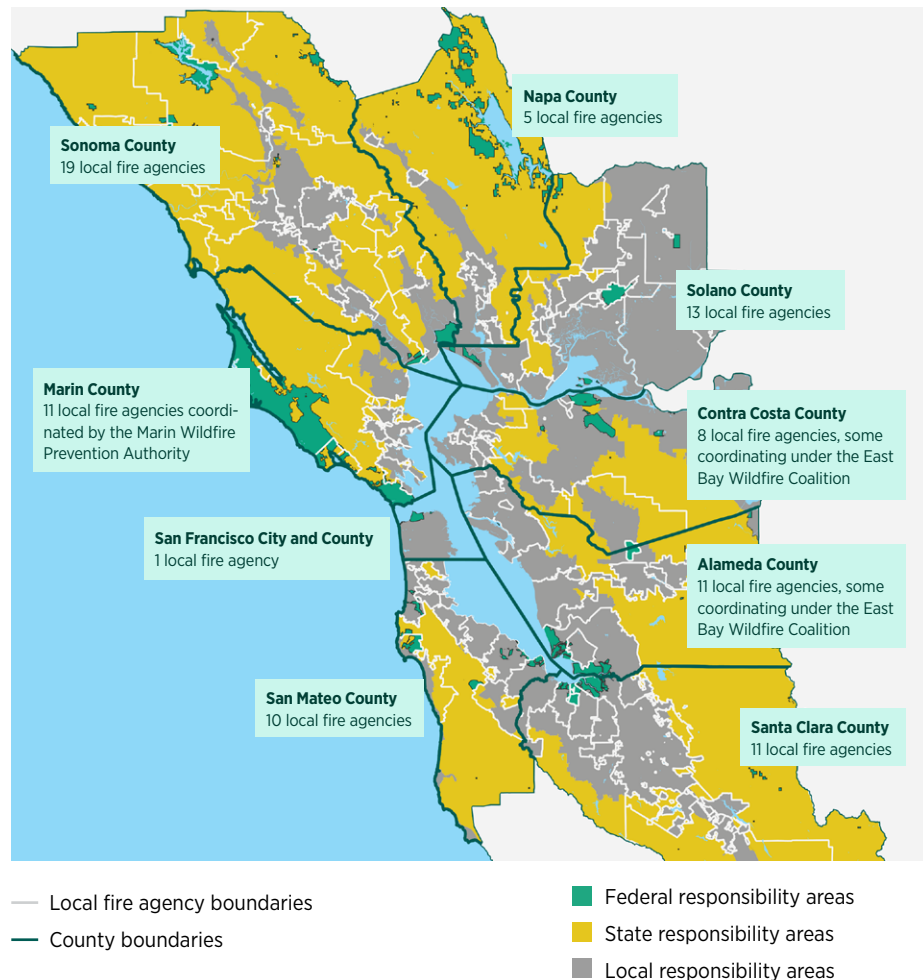 Napa County
5 local fire agencies
Sonoma County
19 local fire agencies
Solano County
13 local fire agencies
Marin County
11 local fire agencies coordi-
nated by the Marin Wildfire
Prevention Authority
Contra Costa County
8 local fire agencies, some
coordinating under the East
Bay Wildfire Coalition
San Francisco City and County
1 local fire agency
Alameda County
11 local fire agencies, some
coordinating under the East
Bay Wildfire Coalition
San Mateo County
10 local fire agencies
Santa Clara County
11 local fire agencies
Local fire agency boundaries
County boundaries
Federal responsibility areas
State responsibility areas
Local responsibility areas